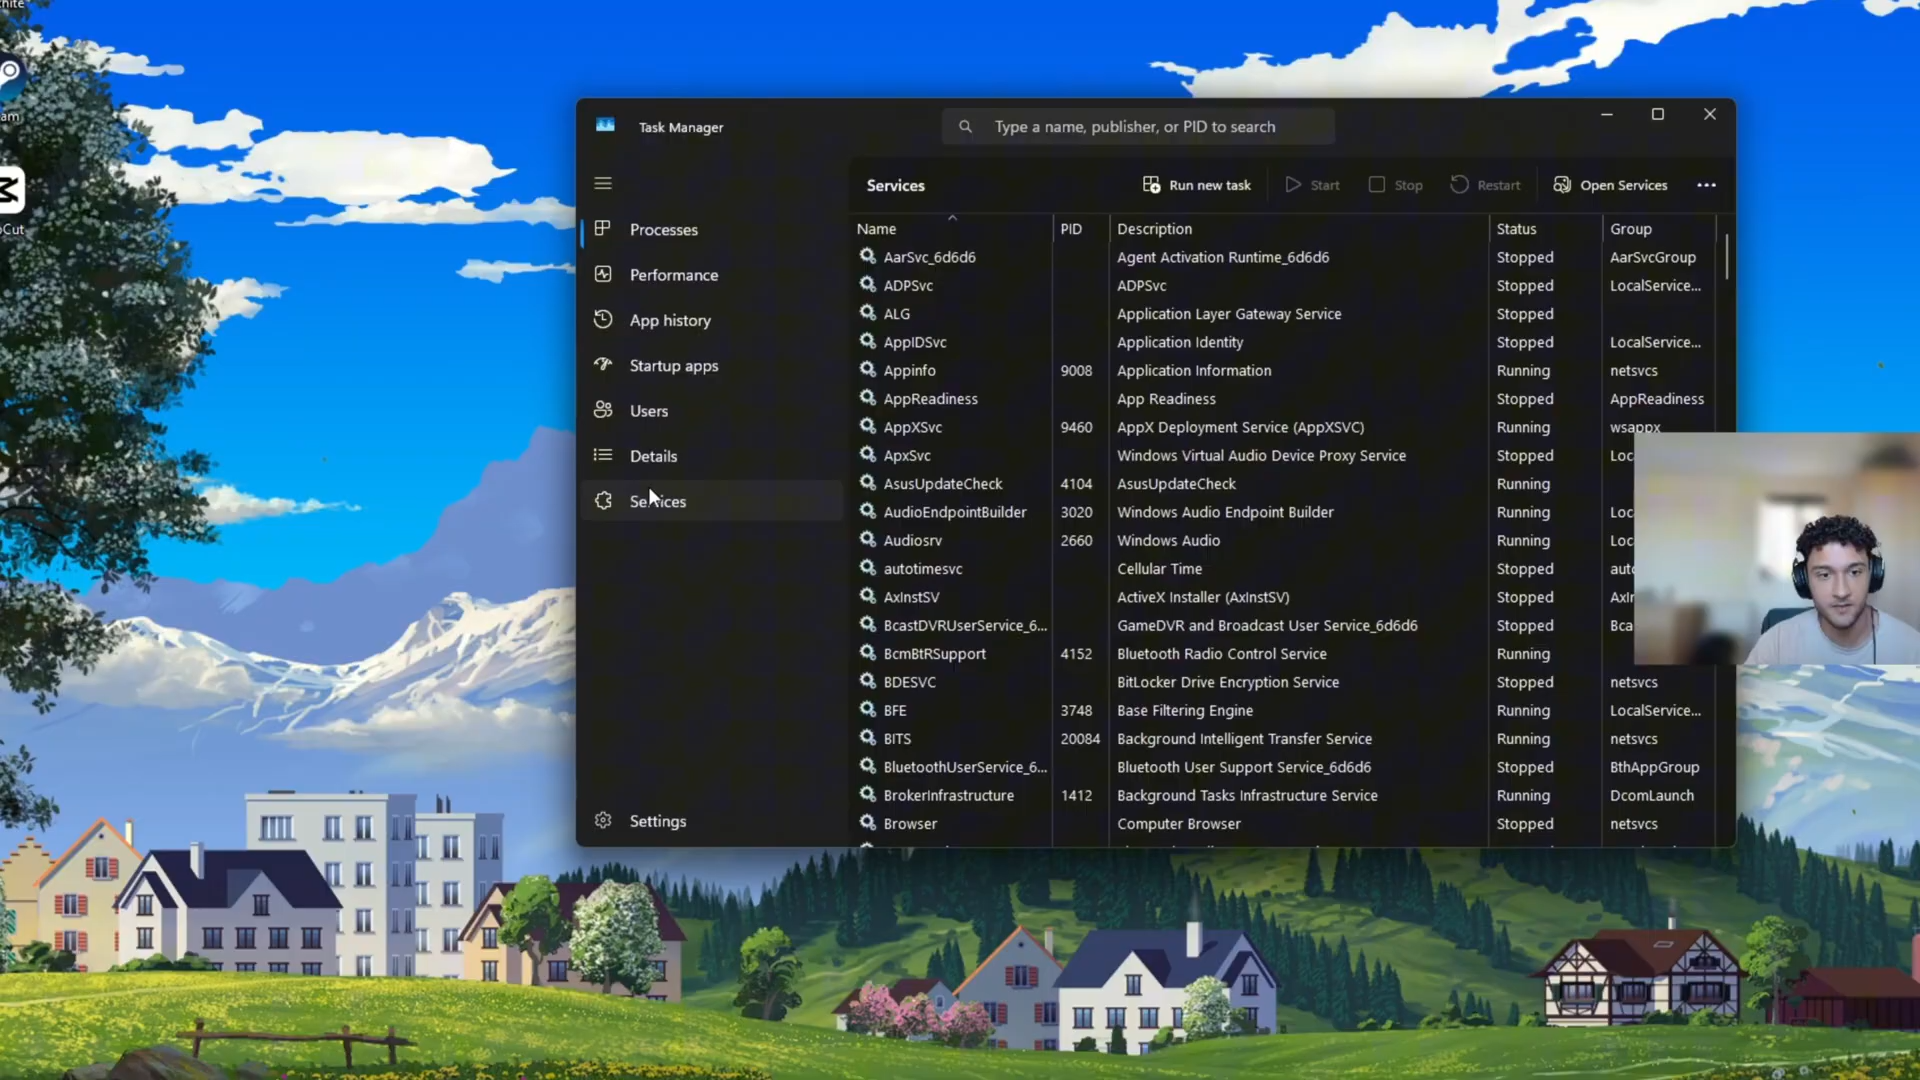 Task Manager
Type a name, publisher, or PID to search
Services
Run new task
Start
Stop
Restart
Open Services
Processes
Performance
App history
Startup apps
Users
Details
Services
Settings
Name PID Description Status Group
AarSvc_6d6d6 Agent Activation Runtime_6d6d6 Stopped AarSvcGroup
ADPSvc ADPSvc Stopped LocalService...
ALG Application Layer Gateway Service Stopped
AppIDSvc Application Identity Stopped LocalService...
Appinfo 9008 Application Information Running netsvcs
AppReadiness App Readiness Stopped AppReadiness
AppXSvc 9460 AppX Deployment Service (AppXSVC) Running wsappx
ApxSvc Windows Virtual Audio Device Proxy Service Stopped Loc
AsusUpdateCheck 4104 AsusUpdateCheck Running
AudioEndpointBuilder 3020 Windows Audio Endpoint Builder Running Loc
Audiosrv 2660 Windows Audio Running Loc
autotimesvc Cellular Time Stopped auto
AxInstSV ActiveX Installer (AxInstSV) Stopped AxIn
BcastDVRUserService_6... GameDVR and Broadcast User Service_6d6d6 Stopped Bca
BcmBtRSupport 4152 Bluetooth Radio Control Service Running
BDESVC BitLocker Drive Encryption Service Stopped netsvcs
BFE 3748 Base Filtering Engine Running LocalService...
BITS 20084 Background Intelligent Transfer Service Running netsvcs
BluetoothUserService_6... Bluetooth User Support Service_6d6d6 Stopped BthAppGroup
BrokerInfrastructure 1412 Background Tasks Infrastructure Service Running DcomLaunch
Browser Computer Browser Stopped netsvcs